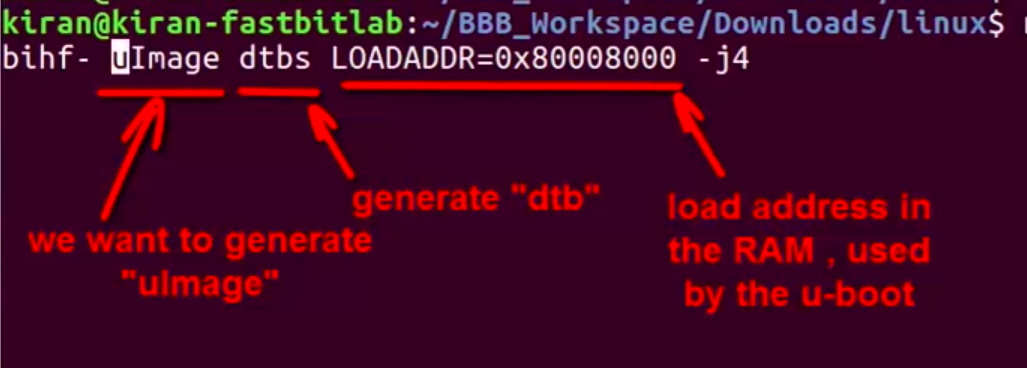 kiran@kiran-fastbitlab:~/BBB_Workspace/Downloads/linux$
bihf- uImage dtbs LOADADDR=0x80008000 -j4
generate "dtb"
we want to generate
"uImage"
load address in
the RAM , used
by the u-boot